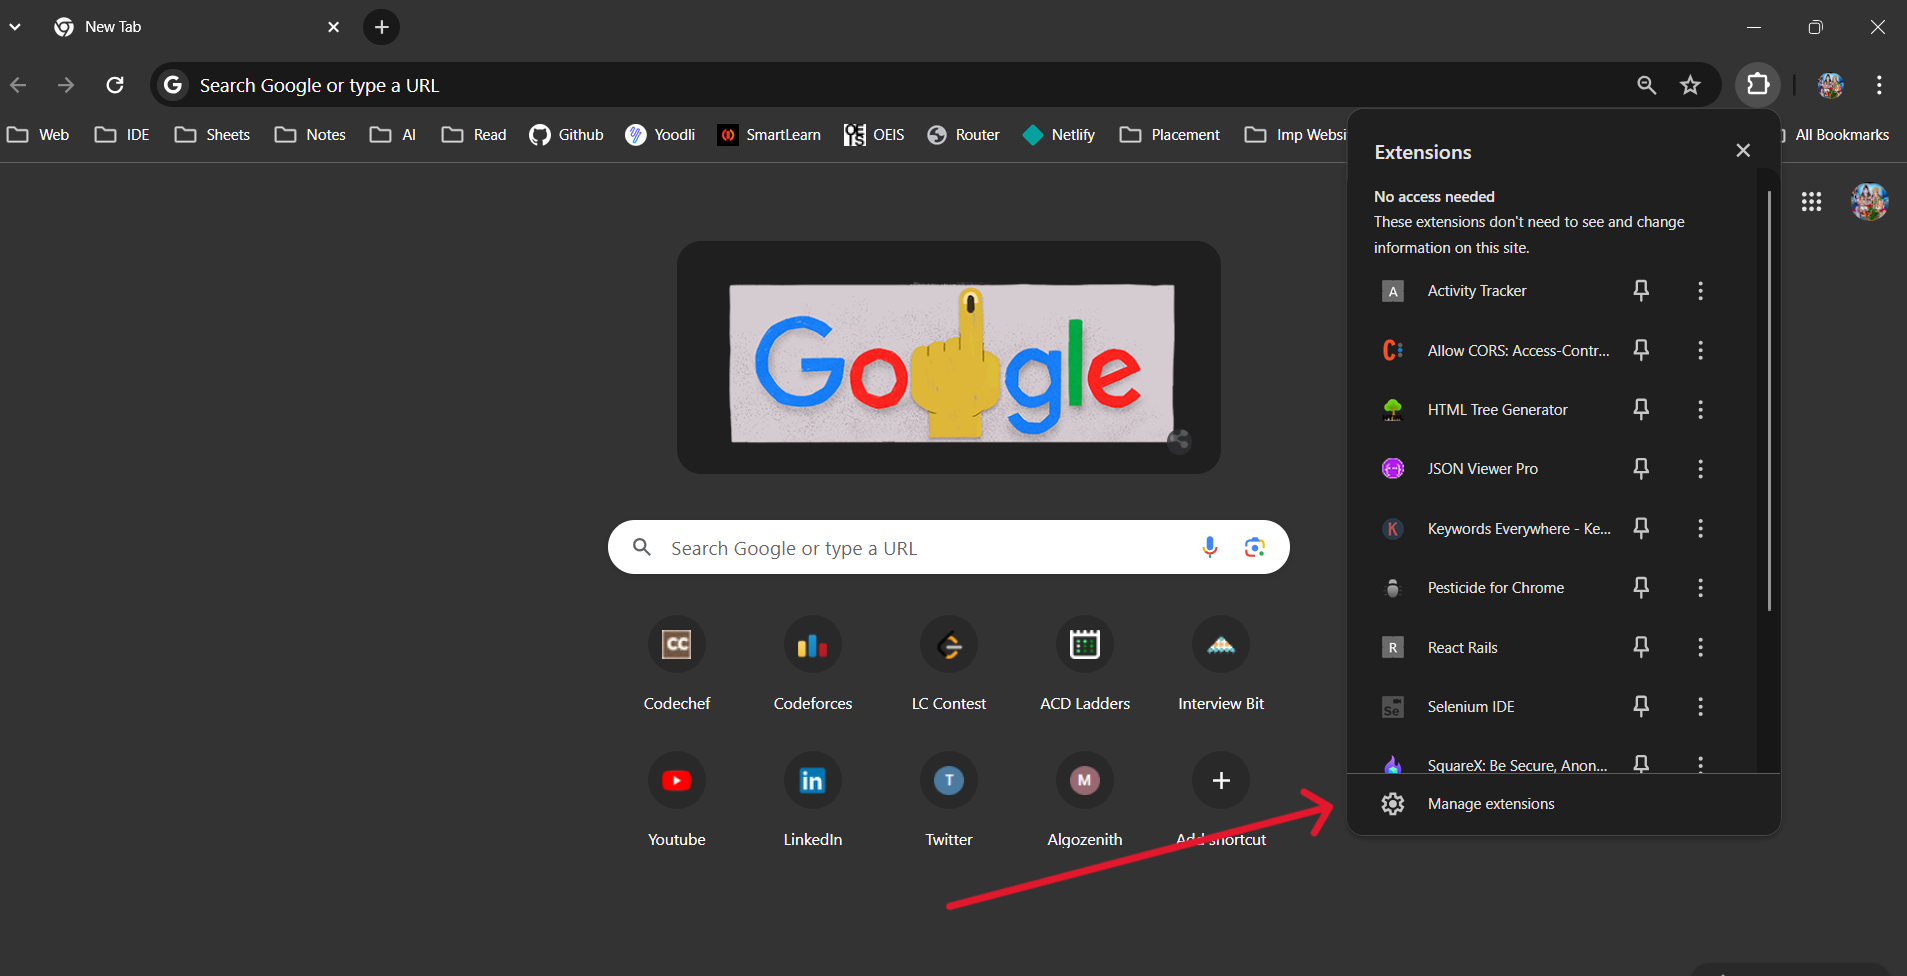 New Tab
Search Google or type a URL
Web
IDE
Sheets
Notes
AI
Read
Github
Yoodli
SmartLearn
OEIS
Router
Netlify
Placement
Imp Websi
All Bookmarks
Extensions
No access needed
These extensions don't need to see and change
information on this site.
A Activity Tracker
Allow CORS: Access-Contr...
HTML Tree Generator
JSON Viewer Pro
K Keywords Everywhere - Ke...
Pesticide for Chrome
R React Rails
Se Selenium IDE
SquareX: Be Secure, Anon...
Manage extensions
Google
Search Google or type a URL
CC
Codechef
Codeforces
LC Contest
ACD Ladders
Interview Bit
in
T
M
Youtube
LinkedIn
Twitter
Algozenith
Add shortcut